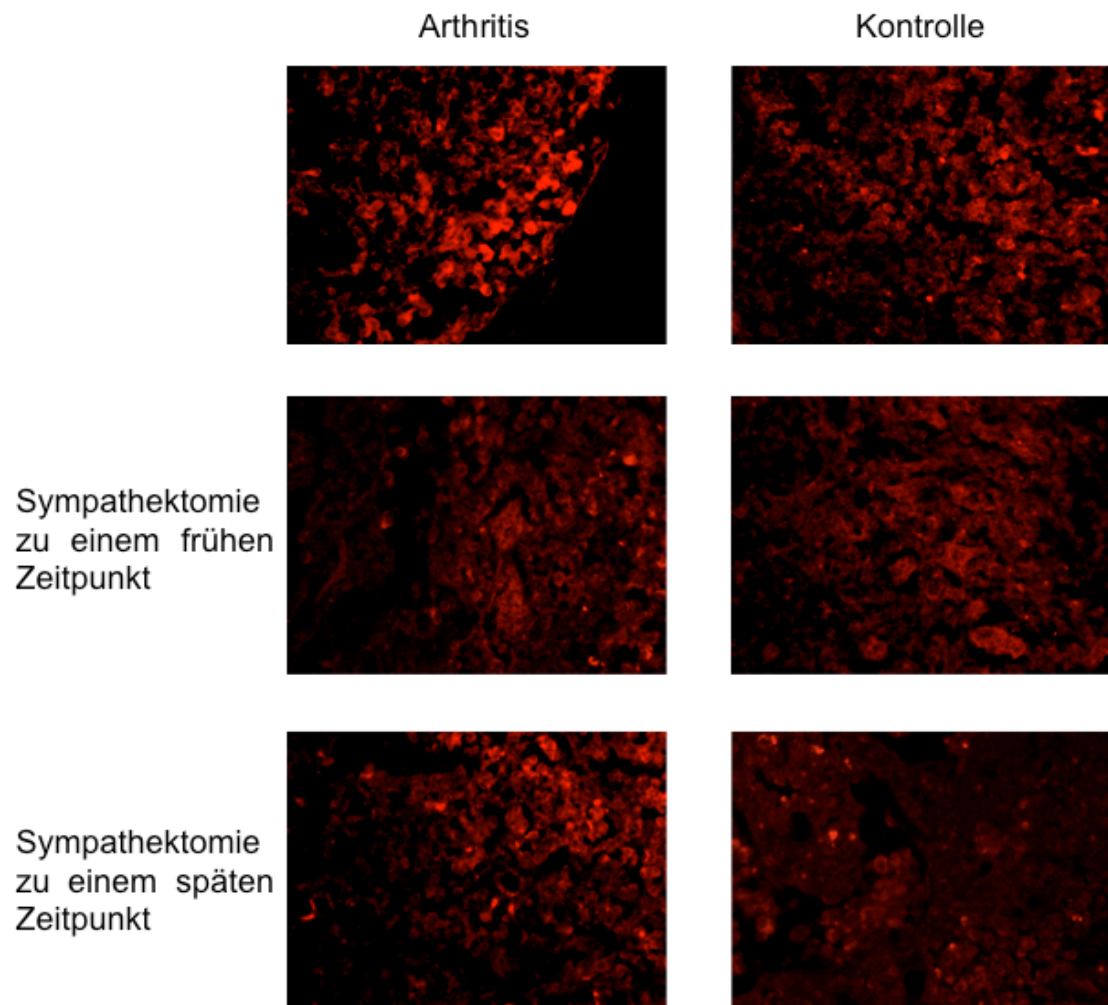 Arthritis
Kontrolle
Sympathektomie
zu einem frühen
Zeitpunkt
Sympathektomie
zu einem späten
Zeitpunkt